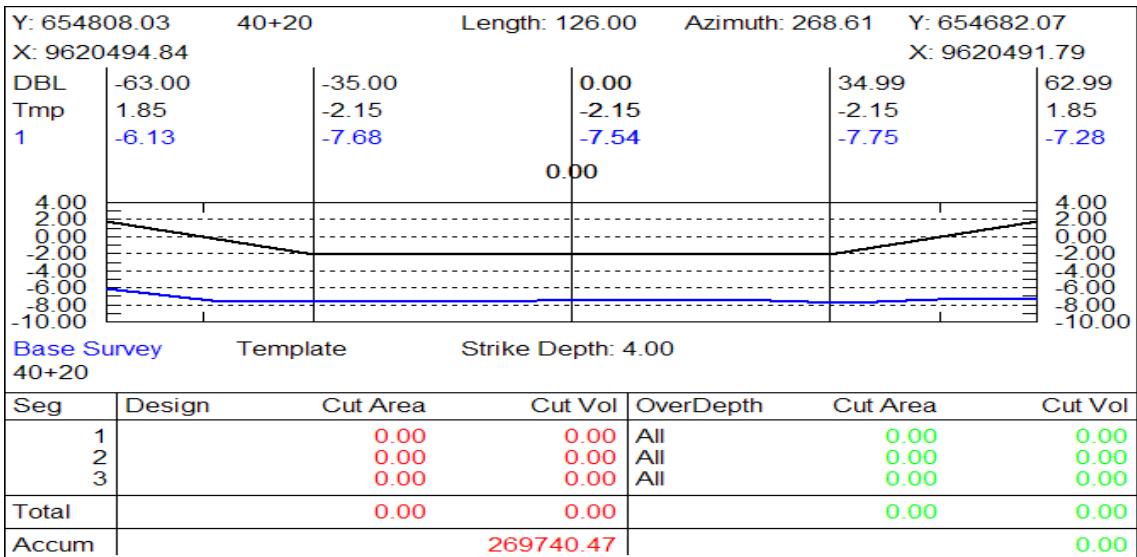 Y: 654808.03 40+20 Length: 126.00 Azimuth: 268.61 Y: 654682.07
X: 9620494.84 X: 9620491.79
DBL -63.00 -35.00 0.00 34.99 62.99
Tmp 1.85 -2.15 -2.15 -2.15 1.85
1 -6.13 -7.68 -7.54 -7.75 -7.28
0.00
4.00 4.00
2.00 2.00
0.00 0.00
-2.00 -2.00
-4.00 -4.00
-6.00 -6.00
-8.00 -8.00
-10.00 -10.00
Base Survey Template Strike Depth: 4.00
40+20
Seg Design Cut Area Cut Vol OverDepth Cut Area Cut Vol
1 0.00 0.00 All 0.00 0.00
2 0.00 0.00 All 0.00 0.00
3 0.00 0.00 All 0.00 0.00
Total 0.00 0.00 0.00 0.00
Accum 269740.47 0.00